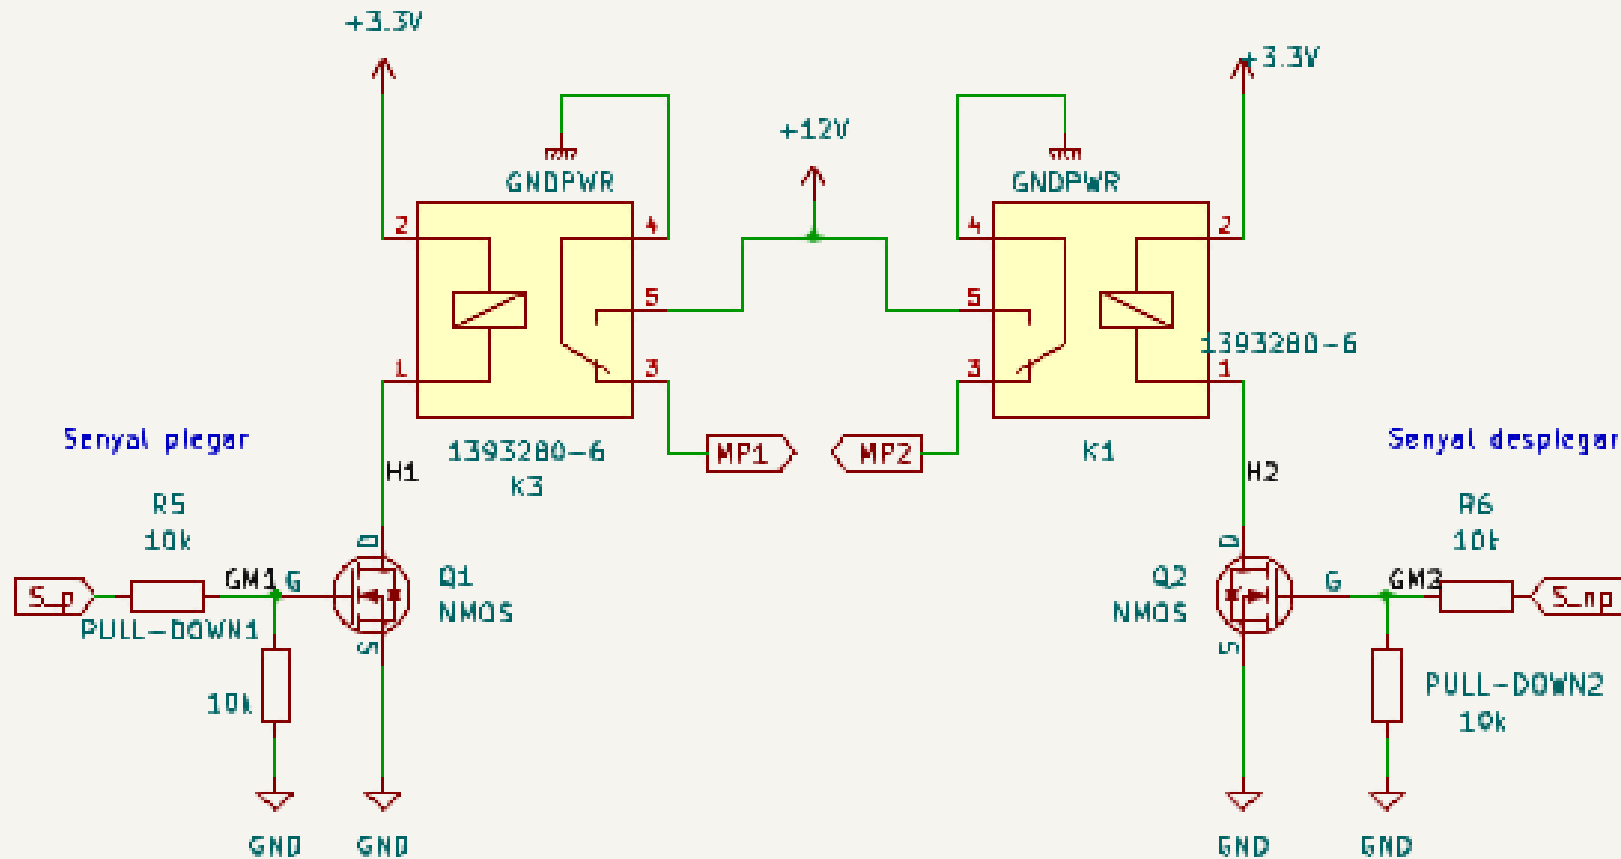 +3.3V
+3.3V
+12V
GNDPWR
GNDPWR
2
4
4
2
5
5
1393280-6
1
3
3
1
Senyal plegar
1393280-6
MP1
MP2
K1
Senyal desplegar
K3
H1
H2
R5
10k
R6
10k
D
D
S_p
GM1
G
Q1
NMOS
Q2
NMOS
G
GM2
S_np
PULL-DOWN1
S
S
10k
PULL-DOWN2
10k
GND
GND
GND
GND